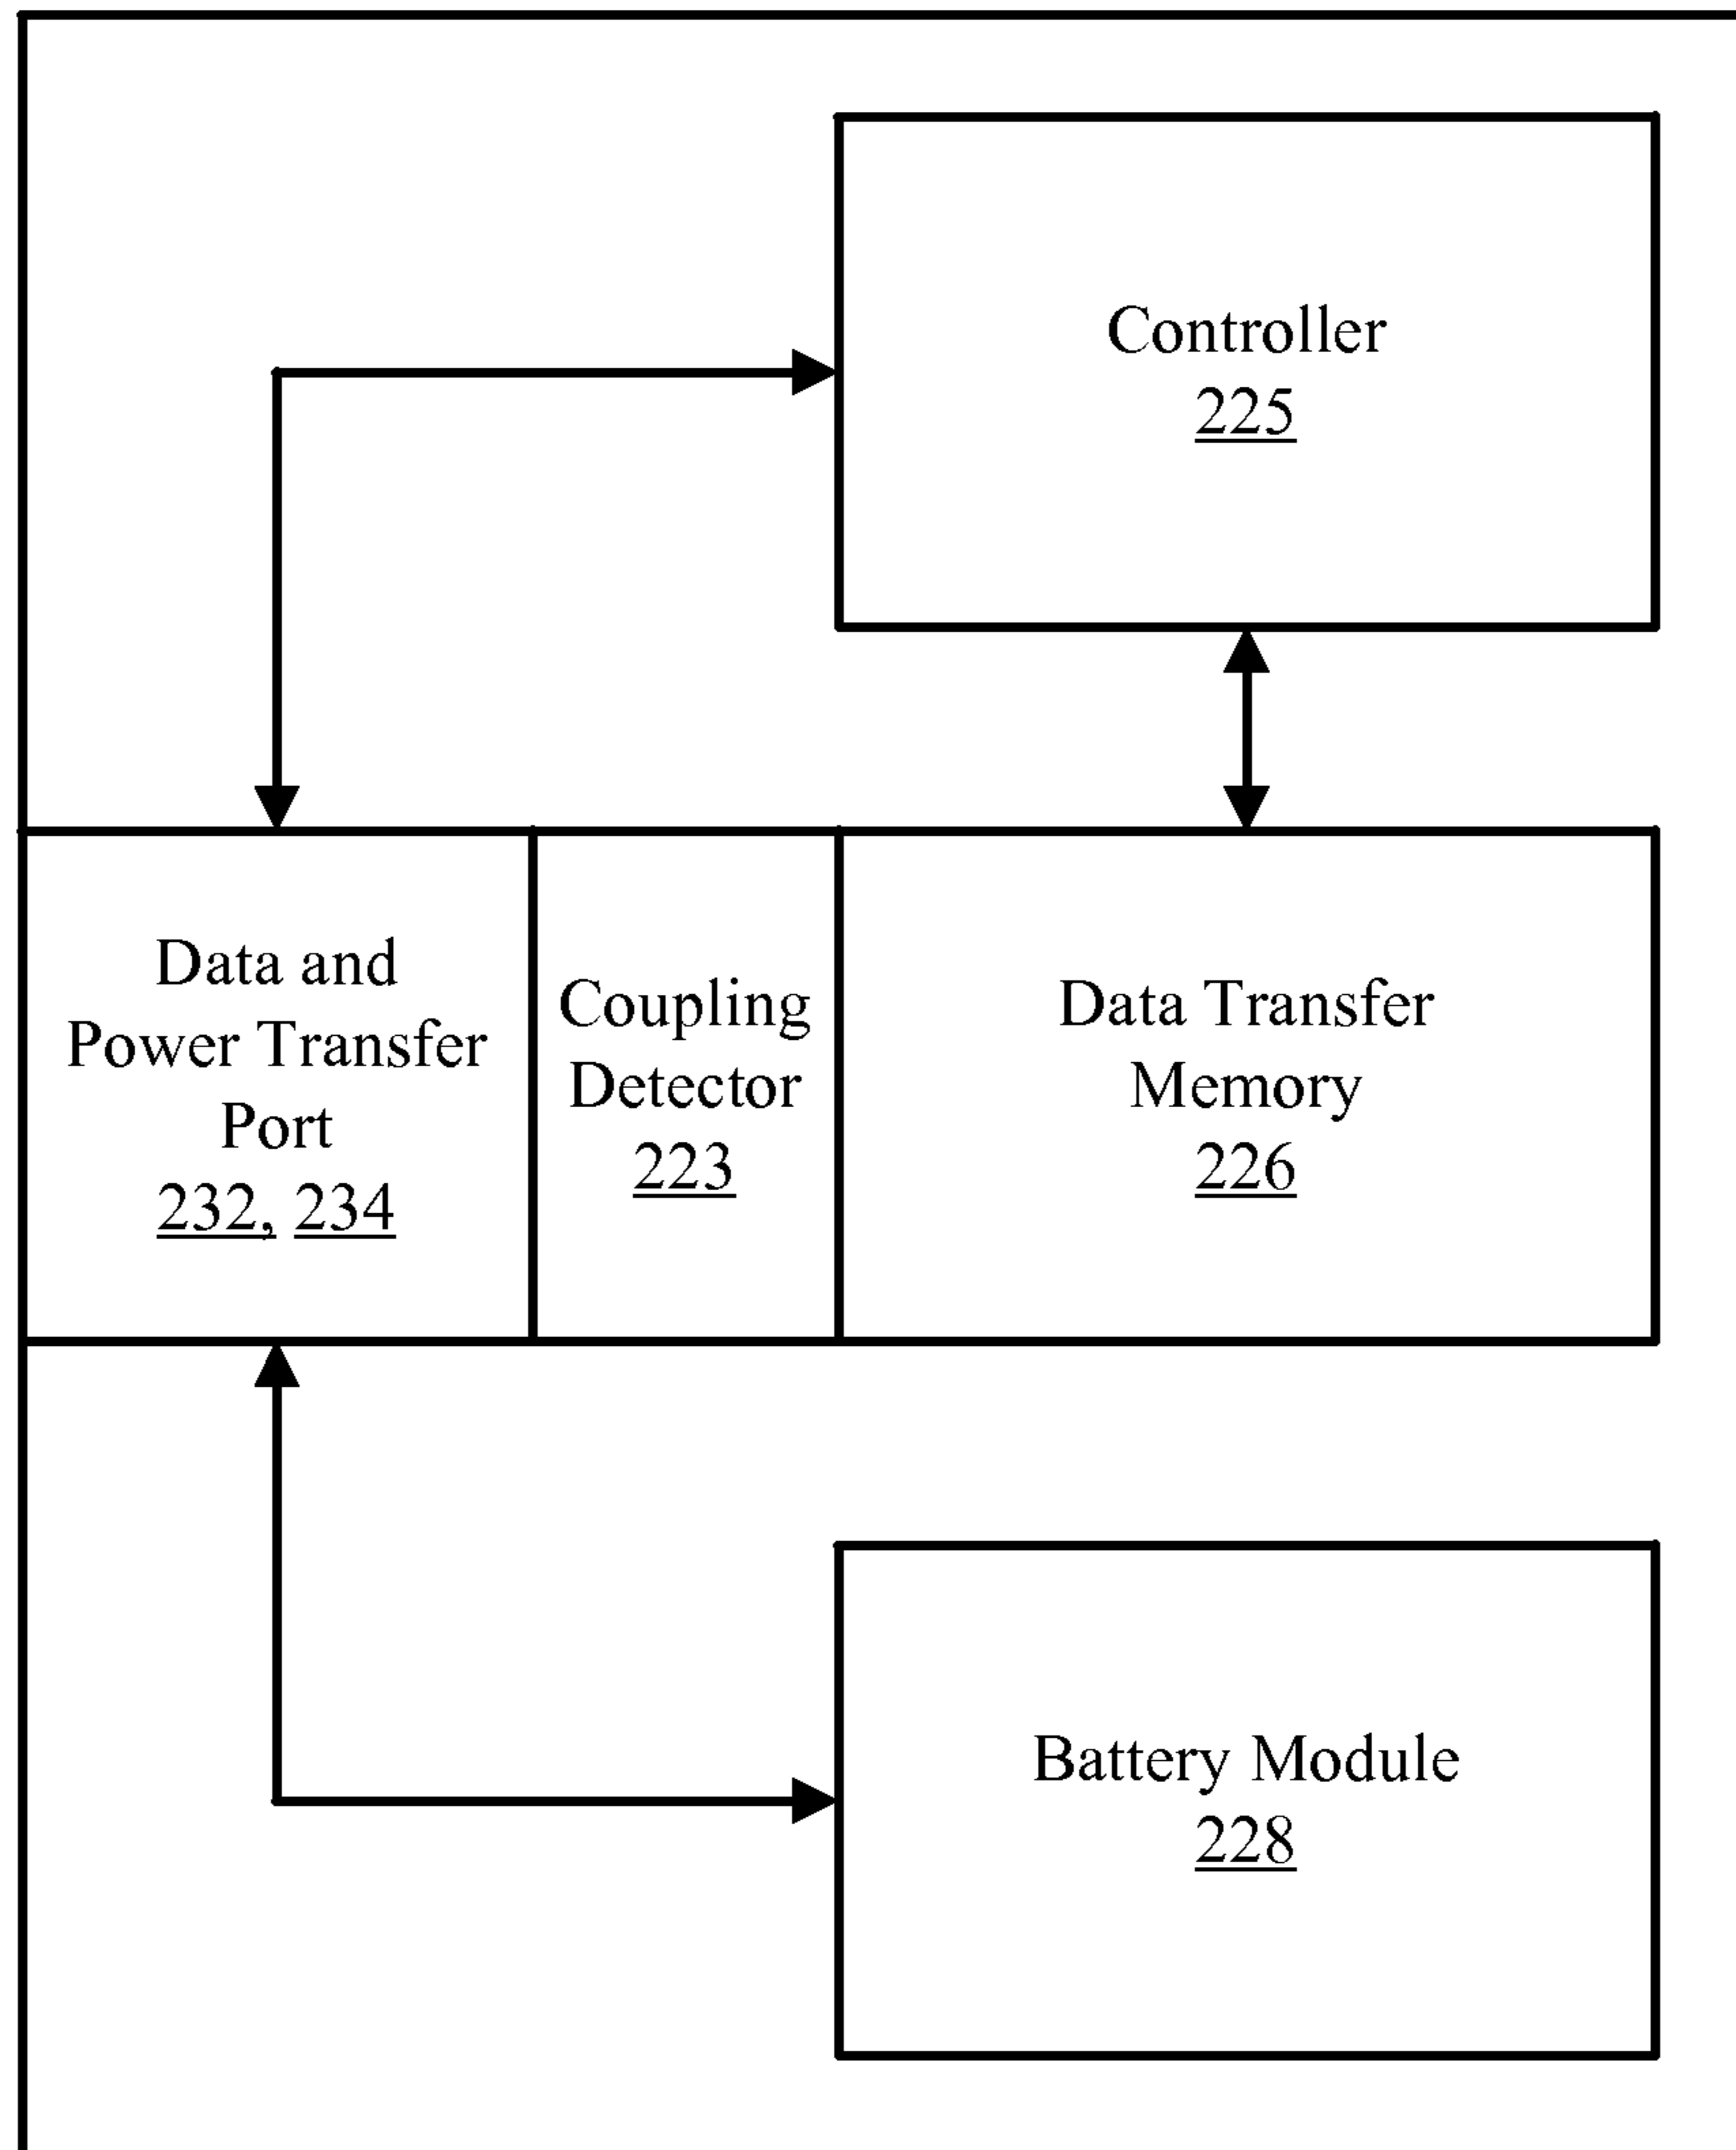 Controller
225
Data and
Power Transfer
Port
232, 234
Coupling
Detector
223
Data Transfer
Memory
226
Battery Module
228